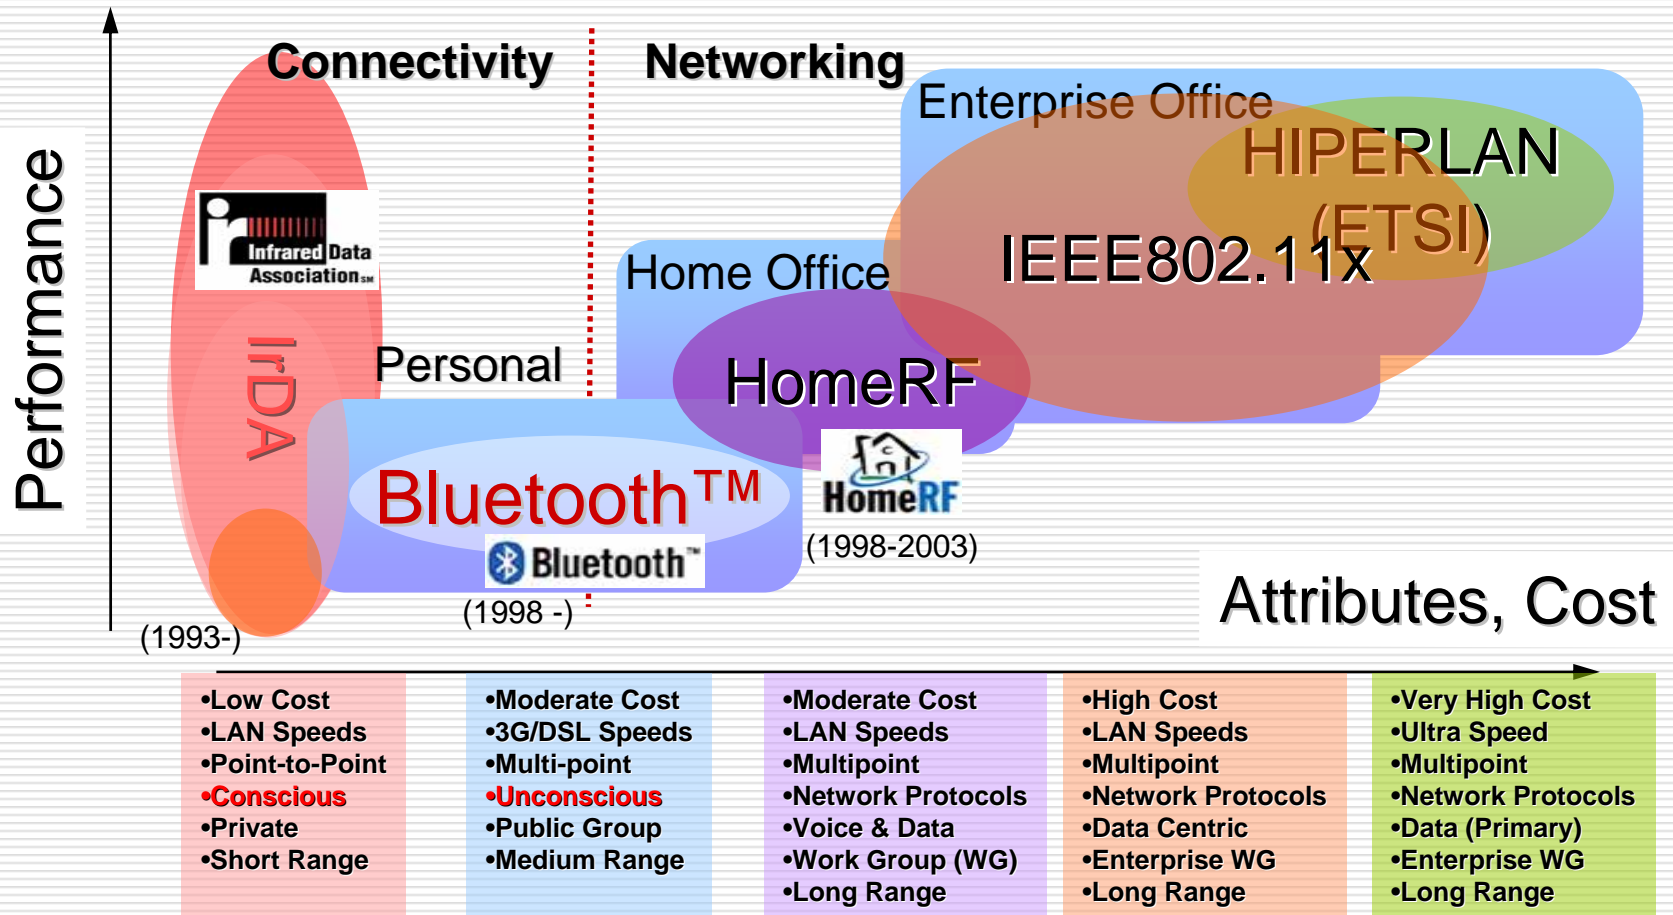 Connectivity
Networking
Enterprise Office
HIPERLAN
(ETSI)
IEEE802.11x
Home Office
HomeRF
HomeRF
(1998-2003)
Performance
ir
Infrared Data
Association SM
IrDA
Personal
Bluetooth™
Bluetooth™
(1998 -)
(1993-)
Attributes, Cost
•Low Cost
•LAN Speeds
•Point-to-Point
•Conscious
•Private
•Short Range
•Moderate Cost
•3G/DSL Speeds
•Multi-point
•Unconscious
•Public Group
•Medium Range
•Moderate Cost
•LAN Speeds
•Multipoint
•Network Protocols
•Voice & Data
•Work Group (WG)
•Long Range
•High Cost
•LAN Speeds
•Multipoint
•Network Protocols
•Data Centric
•Enterprise WG
•Long Range
•Very High Cost
•Ultra Speed
•Multipoint
•Network Protocols
•Data (Primary)
•Enterprise WG
•Long Range